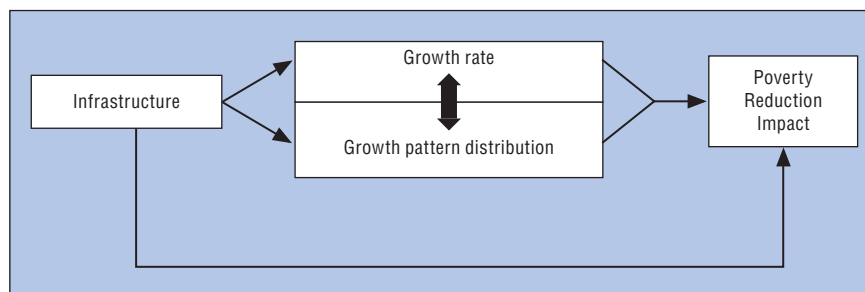 Infrastructure
Growth rate
Growth pattern distribution
Poverty
Reduction
Impact